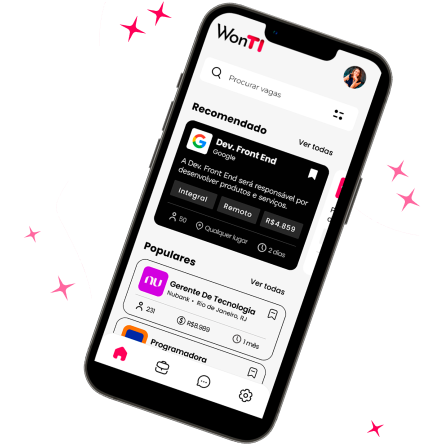 WonTI
Procurar vagas
Recomendado
Ver todas
Dev. Front End
Google
A Dev. Front End será responsável por
desenvolver produtos e serviços.
Integral
Remoto
R$4.859
50
Qualquer lugar
2 dias
Populares
Ver todas
nu
Gerente De Tecnologia
Nubank • Rio de Janeiro, RJ
231
R$8.989
1 mês
Programadora